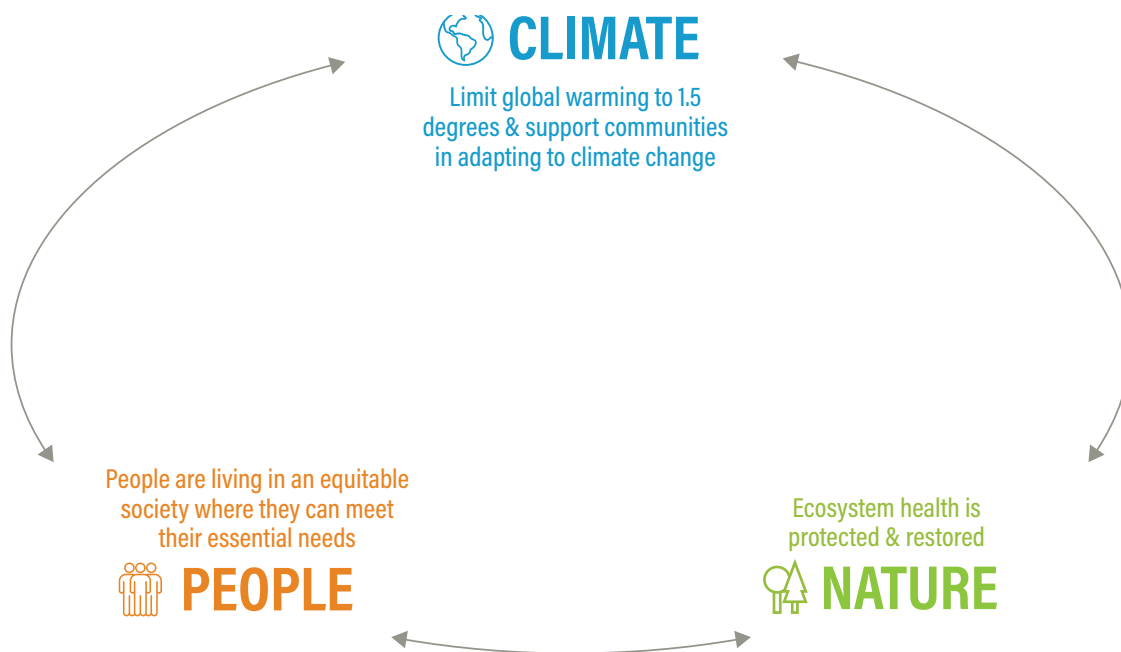 CLIMATE
Limit global warming to 1.5
degrees & support communities
in adapting to climate change
People are living in an equitable
society where they can meet
their essential needs
PEOPLE
Ecosystem health is
protected & restored
NATURE